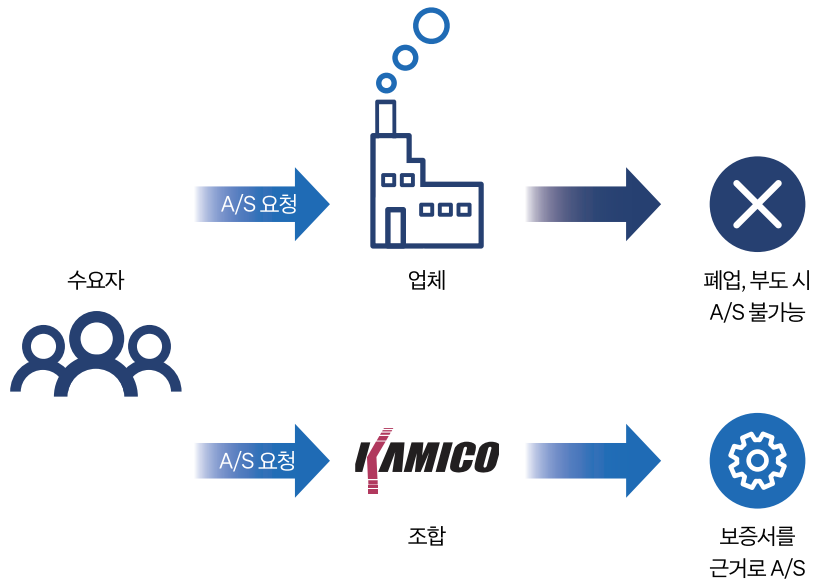 수요자
A/S 요청
업체
폐업, 부도 시
A/S 불가능
A/S 요청
KAMICO
조합
보증서를
근거로 A/S